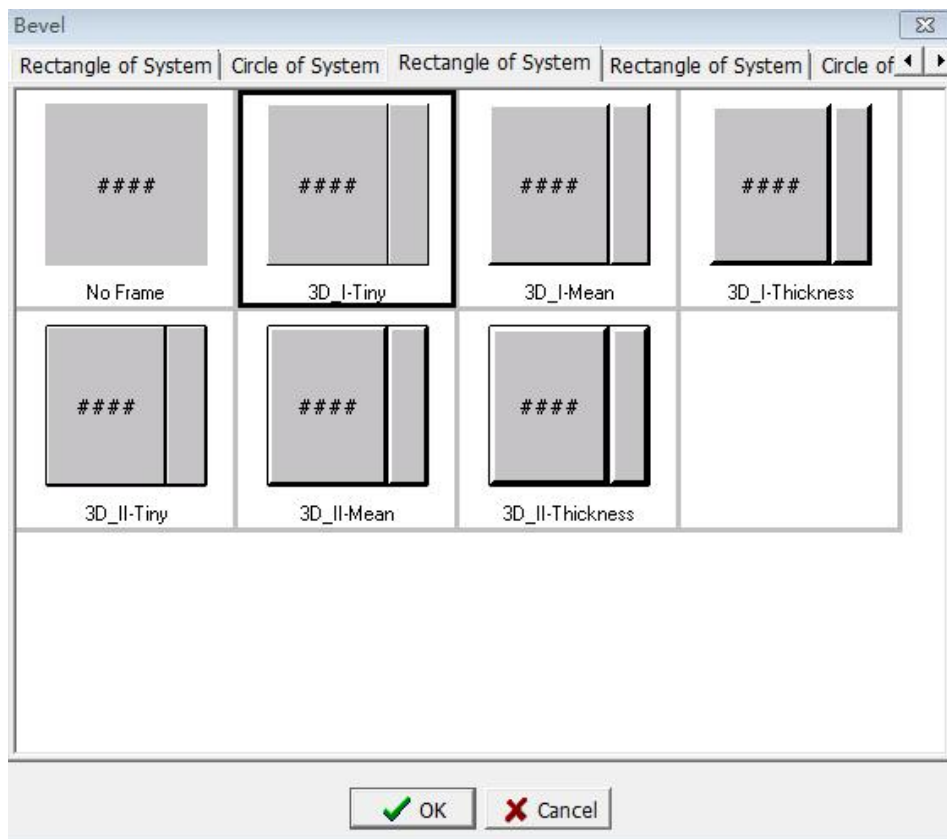 Bevel
Rectangle of System Circle of System Rectangle of System Rectangle of System Circle of
#### #### #### ####
No Frame 3D_I-Tiny 3D_I-Mean 3D_I-Thickness
#### #### ####
3D_II-Tiny 3D_II-Mean 3D_II-Thickness
OK Cancel